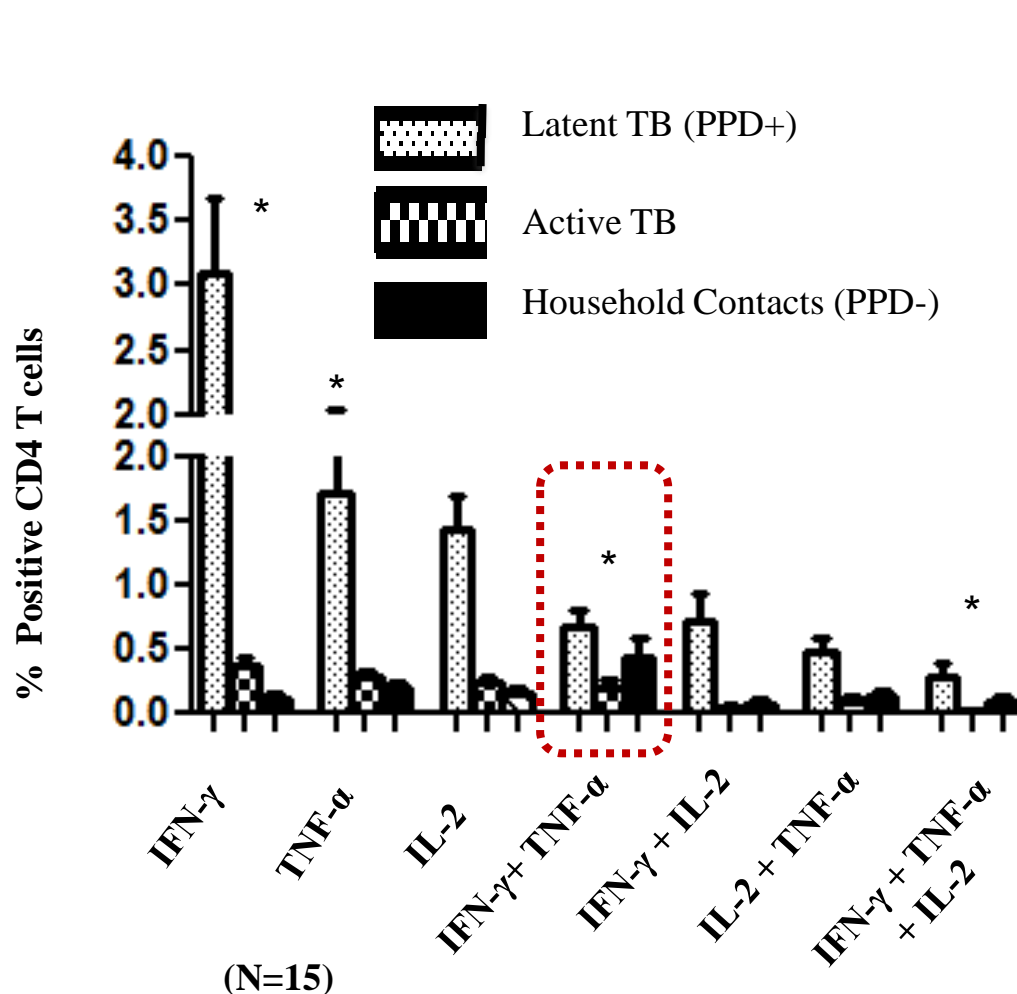 Latent TB (PPD+)
Active TB
Household Contacts (PPD-)
% Positive CD4 T cells
4.0
3.5
3.0
2.5
2.0
2.0
1.5
1.0
0.5
0.0
*
*
*
*
IFN-γ
TNF-α
IL-2
IFN-γ+ TNF-α
IFN-γ + IL-2
IL-2 + TNF-α
IFN-γ + TNF-α
+ IL-2
(N=15)